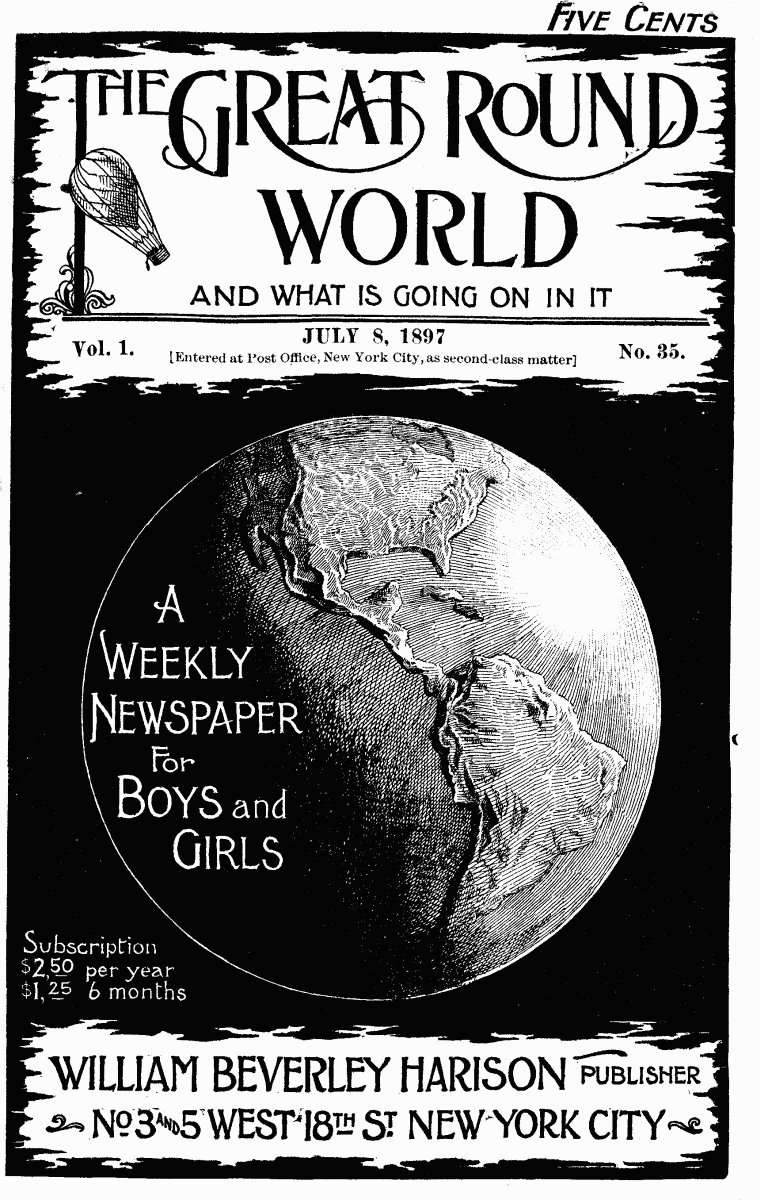 FIVE CENTS
THE GREAT ROUND
WORLD
AND WHAT IS GOING ON IN IT
Vol. 1.
JULY 8, 1897
[Entered at Post Office, New York City, as second-class matter]
No. 35.
A
WEEKLY
NEWSPAPER
FOR
BOYS and
GIRLS
Subscription
$2,50 per year
$1,25 6 months
WILLIAM BEVERLEY HARISON PUBLISHER
No 3 AND 5 WEST 18TH ST. NEW YORK CITY